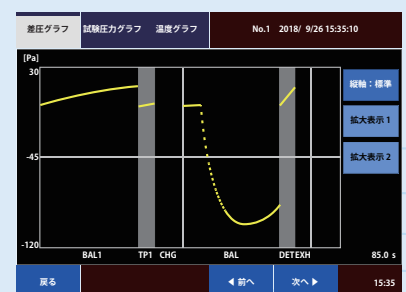 差圧グラフ 試験圧力グラフ 温度グラフ No.1 2018/ 9/26 15:35:10
[Pa]
30
縦軸：標準
拡大表示 1
拡大表示 2
-45
-120
BAL1 TP1 CHG BAL DET EXH 85.0 s
戻る ◀ 前へ 次へ ▶ 15:35